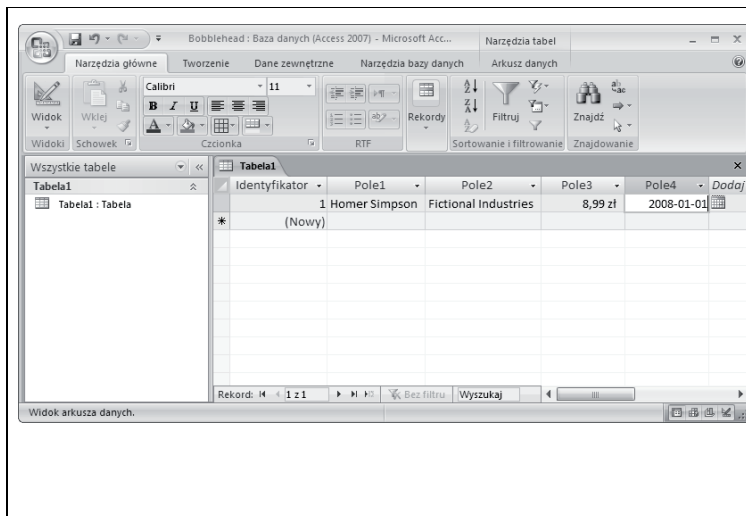 Bobblehead : Baza danych (Access 2007) - Microsoft Acc...
Narzędzia tabel
Narzędzia główne
Tworzenie
Dane zewnętrzne
Narzędzia bazy danych
Arkusz danych
Calibri
11
B I U
Widok
Wklej
Rekordy
Filtruj
Znajdź
Widoki
Schowek
Czcionka
RTF
Sortowanie i filtrowanie
Znajdowanie
Wszystkie tabele
Tabela1
Tabela1
Tabela1 : Tabela
Identyfikator Pole1 Pole2 Pole3 Pole4 Dodaj
1 Homer Simpson Fictional Industries 8,99 zł 2008-01-01
(Nowy)
Rekord: 1 z 1 Bez filtru Wyszukaj
Widok arkusza danych.